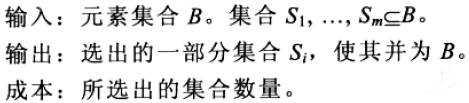 输入：元素集合 B。集合 S₁, …, Sₘ⊆B。
输出：选出的一部分集合 Sᵢ，使其并为 B。
成本：所选出的集合数量。